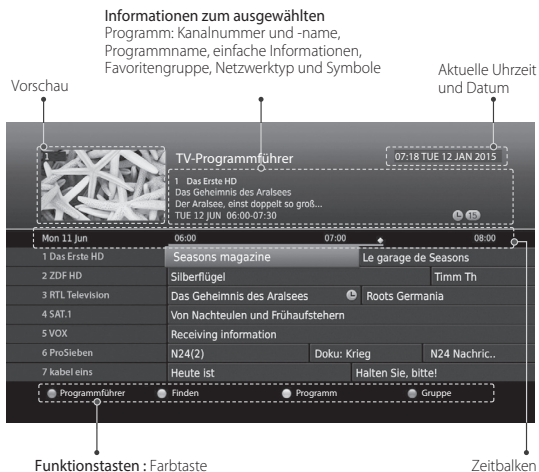 Informationen zum ausgewählten
Programm: Kanalnummer und -name,
Programmname, einfache Informationen,
Favoritengruppe, Netzwerktyp und Symbole
Vorschau
Aktuelle Uhrzeit
und Datum
1
TV-Programmführer
07:18 TUE 12 JAN 2015
1 Das Erste HD
Das Geheimnis des Aralsees
Der Aralsee, einst doppelt so groß...
TUE 12 JUN 06:00-07:30
15
Mon 11 Jun 06:00 07:00 08:00
1 Das Erste HD Seasons magazine Le garage de Seasons
2 ZDF HD Silberflügel Timm Th
3 RTL Television Das Geheimnis des Aralsees Roots Germania
4 SAT.1 Von Nachteulen und Frühaufstehern
5 VOX Receiving information
6 ProSieben N24(2) Doku: Krieg N24 Nachric..
7 kabel eins Heute ist Halten Sie, bitte!
Programmführer Finden Programm Gruppe
Funktionstasten : Farbtaste
Zeitbalken